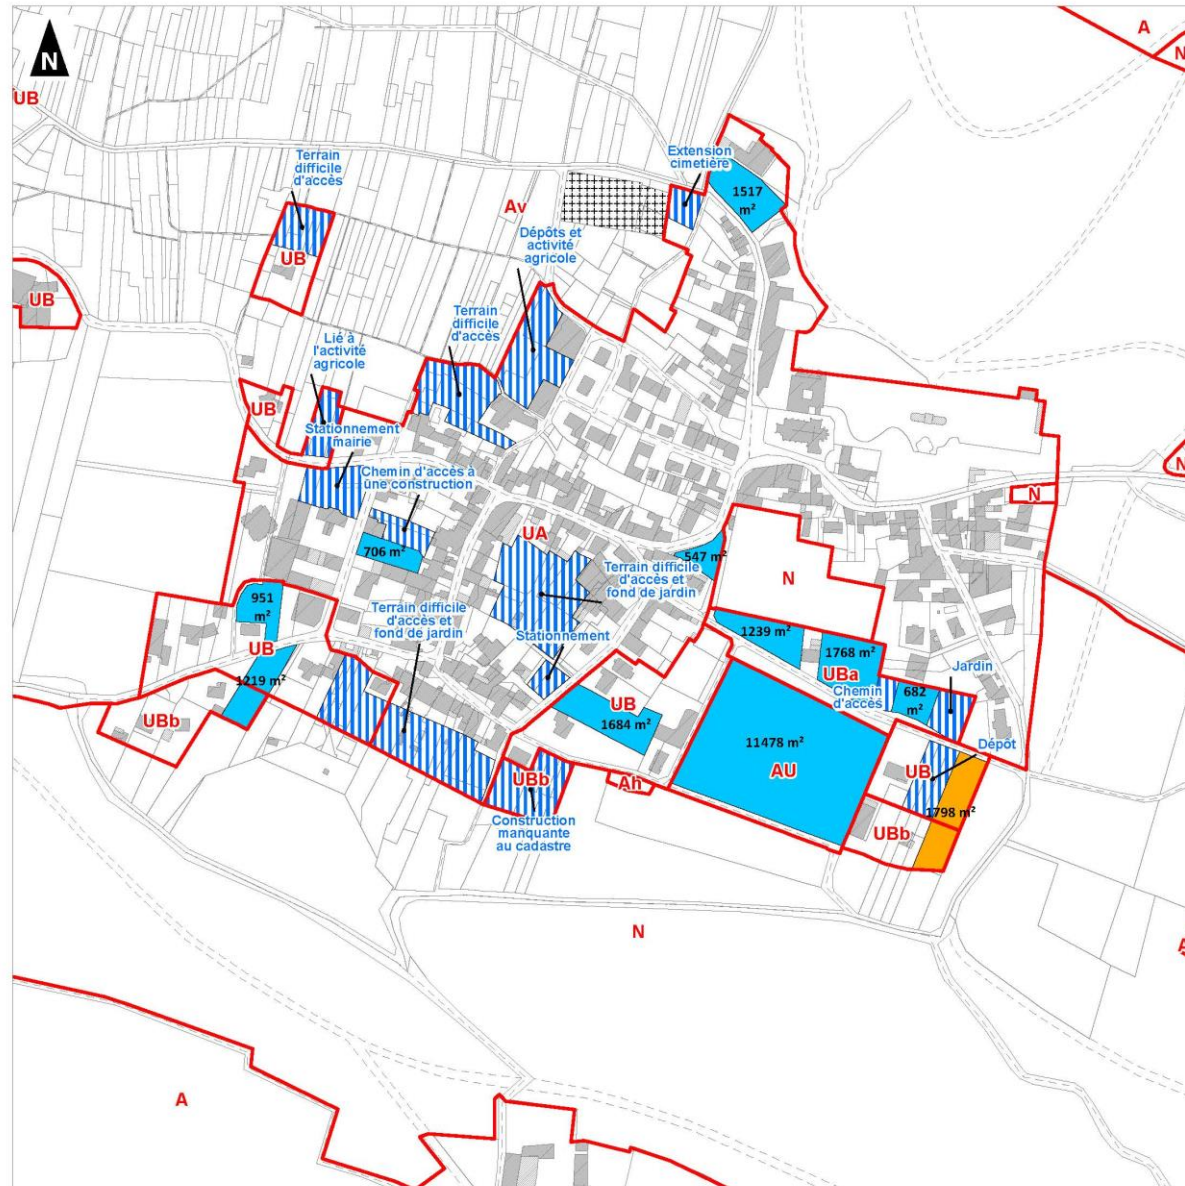 A
N
N
UB
Terrain
difficile
d'accès
Extension
cimetière
1517
m²
Av
Dépôts et
activité
agricole
UB
UB
Terrain
difficile
d'accès
Lié à
l'activité
agricole
UB
Stationnement
mairie
Chemin d'accès à
une construction
N
N
UA
706 m²
547 m²
Terrain difficile
d'accès et
fond de jardin
N
951
m²
Terrain difficile
d'accès et
fond de jardin
1239 m²
Stationnement
UB
1768 m²
UBa
Jardin
1219 m²
Chemin
d'accès
682
m²
UB
UBb
1684 m²
11478 m²
Dépôt
AU
UB
UBb
Ah
1798 m²
Construction
manquante
au cadastre
UBb
N
A
A